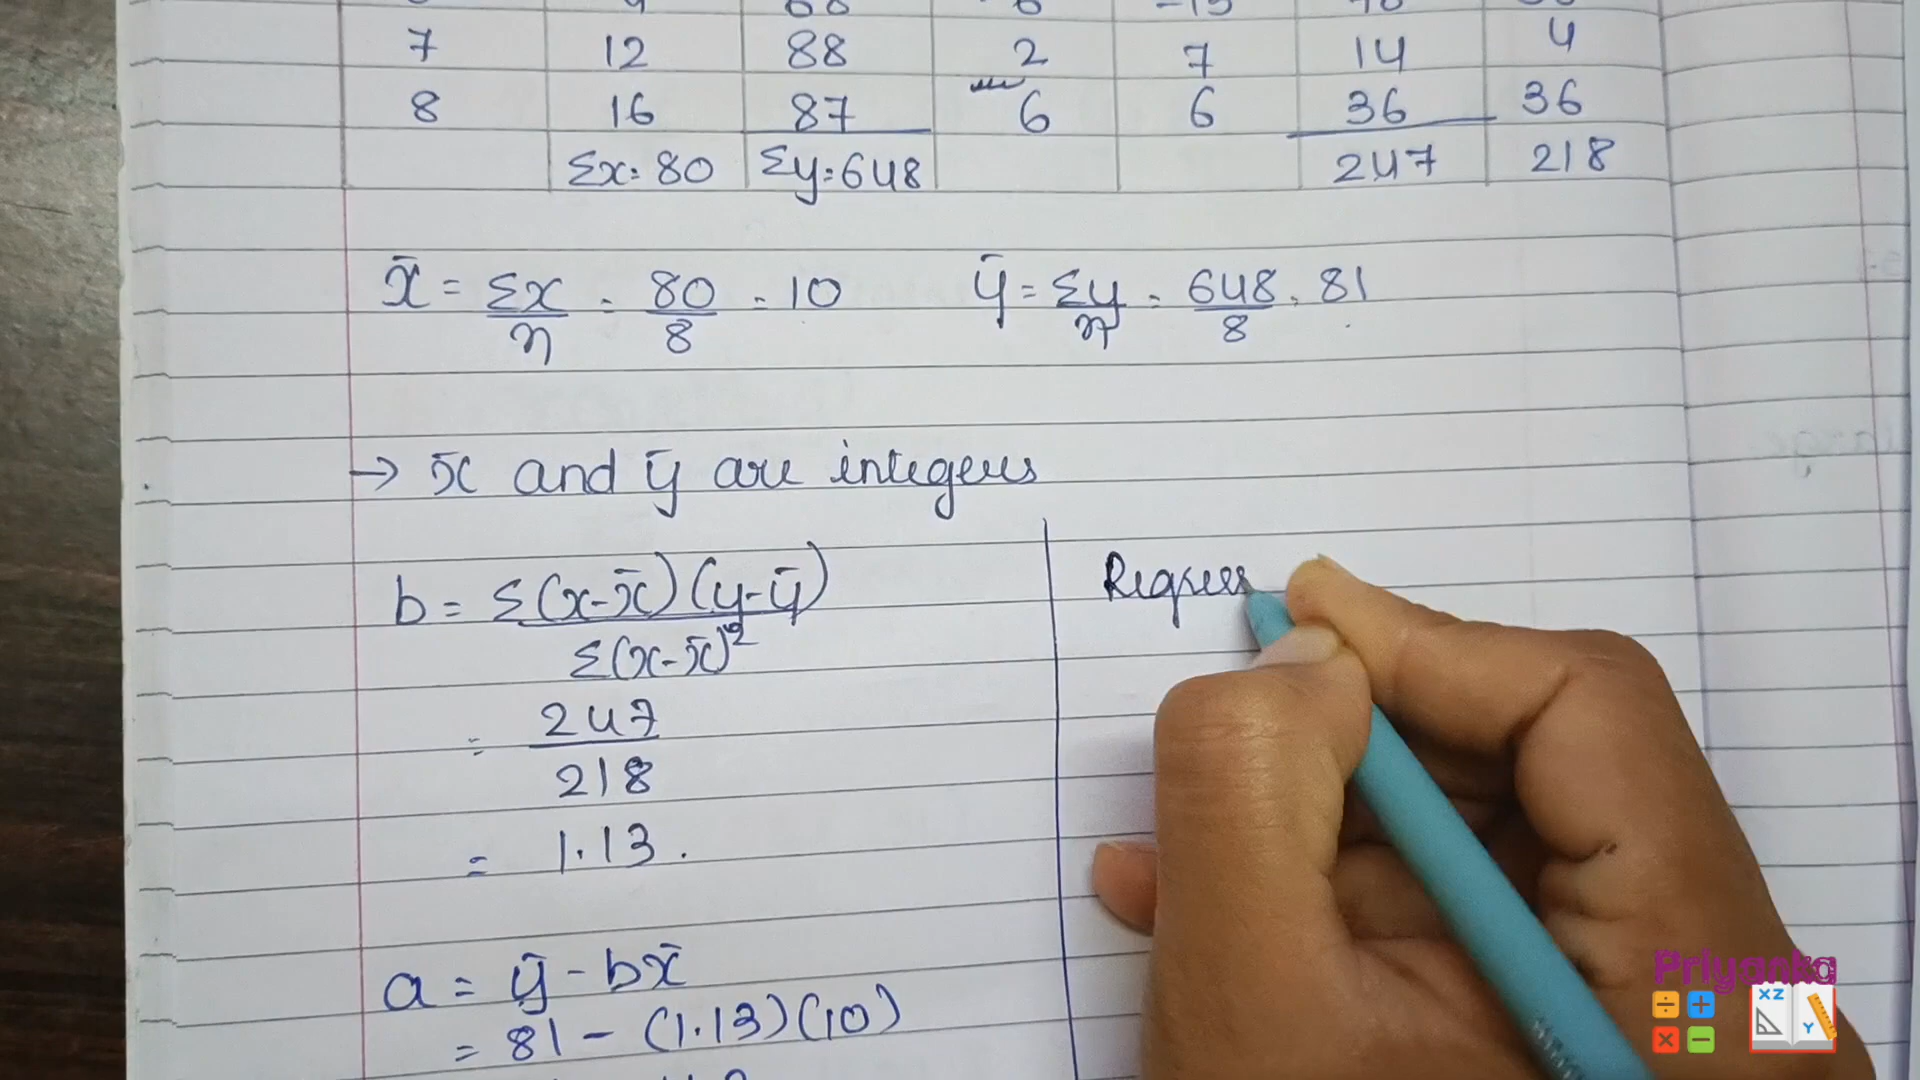 7 12 88 2 7 14 4
8 16 87 6 6 36 36
Σx = 80 Σy = 648 247 218
x̄ = Σx/n = 80/8 = 10 ȳ = Σy/n = 648/8 = 81
→ x̄ and ȳ are integers
b = Σ(x-x̄)(y-ȳ)
Σ(x-x̄)²
= 247
218
= 1.13.
a = ȳ - bx̄
= 81 - (1.13)(10)
Regress
Priyanka
XZ
Y